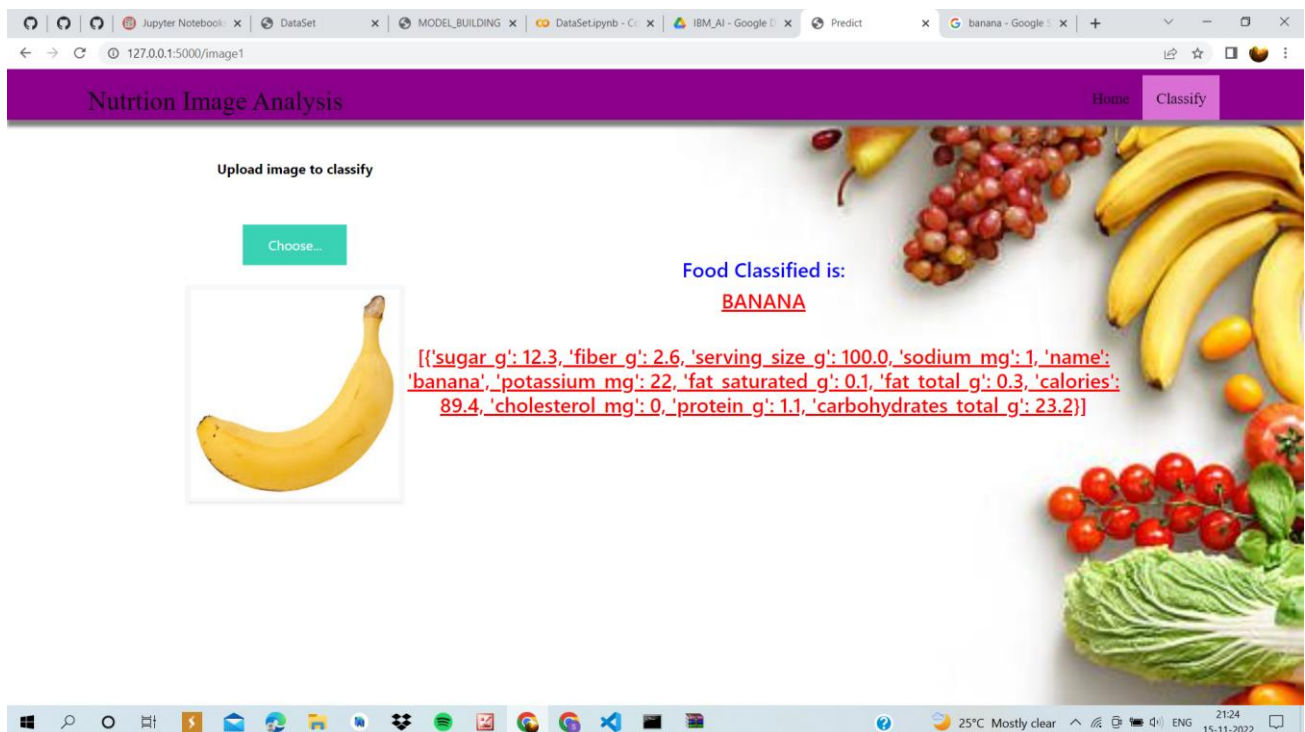 Jupyter Notebook
DataSet
MODEL_BUILDING
DataSet.ipynb - Co
IBM_AI - Google D
Predict
banana - Google S
127.0.0.1:5000/image1
Nutrtion Image Analysis
Home
Classify
Upload image to classify
Choose...
Food Classified is:
BANANA
[{'sugar_g': 12.3, 'fiber_g': 2.6, 'serving_size_g': 100.0, 'sodium_mg': 1, 'name':
'banana', 'potassium_mg': 22, 'fat_saturated_g': 0.1, 'fat_total_g': 0.3, 'calories':
89.4, 'cholesterol_mg': 0, 'protein_g': 1.1, 'carbohydrates_total_g': 23.2}]
25°C Mostly clear
ENG
21:24
15-11-2022